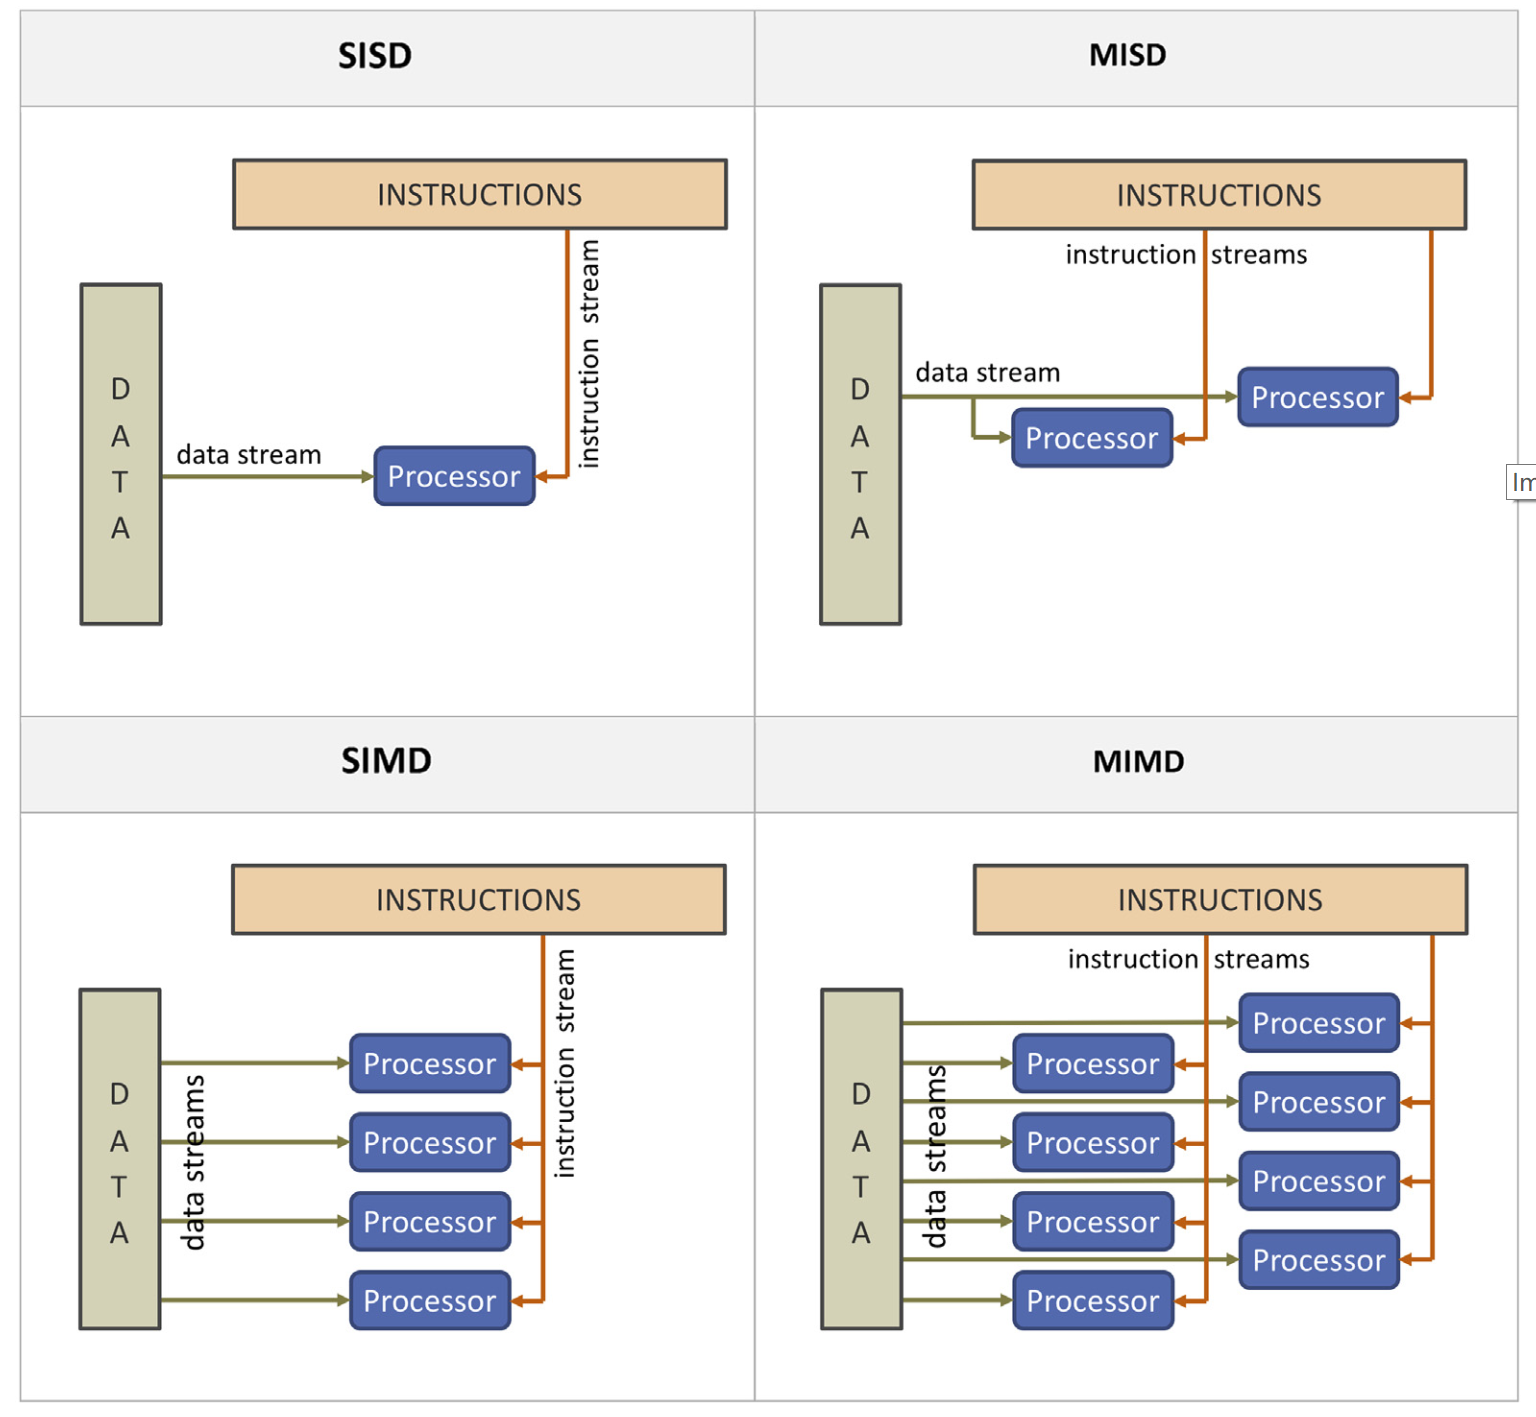 SISD
MISD
INSTRUCTIONS
instruction stream
D
A
T
A
data stream
Processor
INSTRUCTIONS
instruction streams
D
A
T
A
data stream
Processor
Processor
Im
SIMD
MIMD
INSTRUCTIONS
instruction stream
D
A
T
A
data streams
Processor
Processor
Processor
Processor
INSTRUCTIONS
instruction streams
D
A
T
A
data streams
Processor
Processor
Processor
Processor
Processor
Processor
Processor
Processor